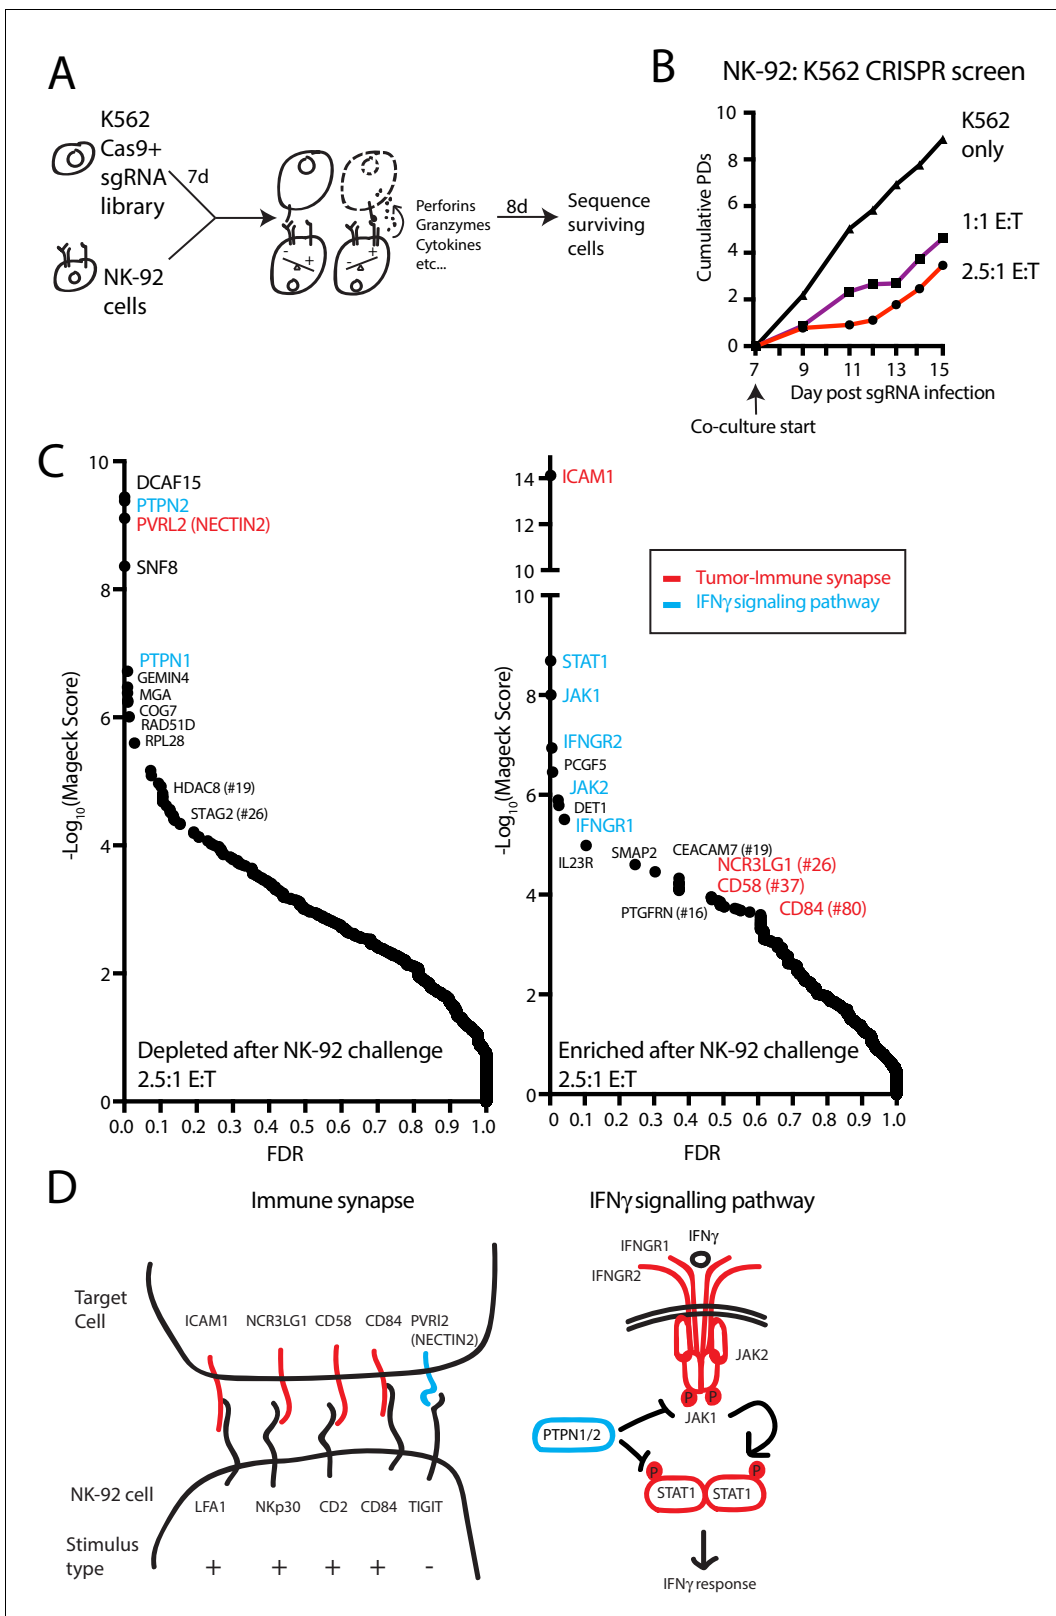 A
K562
Cas9+
sgRNA
library
7d
NK-92
cells
- +
- +
Perforins
Granzymes
Cytokines
etc...
8d
Sequence
surviving
cells
B
NK-92: K562 CRISPR screen
Cumulative PDs
10
8
6
4
2
0
7
9
11
13
15
K562
only
1:1 E:T
2.5:1 E:T
Day post sgRNA infection
Co-culture start
C
-Log10(Mageck Score)
10
8
6
4
2
0
DCAF15
PTPN2
PVRL2 (NECTIN2)
SNF8
PTPN1
GEMIN4
MGA
COG7
RAD51D
RPL28
HDAC8 (#19)
STAG2 (#26)
Depleted after NK-92 challenge
2.5:1 E:T
0.0 0.1 0.2 0.3 0.4 0.5 0.6 0.7 0.8 0.9 1.0
FDR
-Log10(Mageck Score)
14
12
10
10
8
6
4
2
0
ICAM1
Tumor-Immune synapse
IFNγ signaling pathway
STAT1
JAK1
IFNGR2
PCGF5
JAK2
DET1
IFNGR1
IL23R
SMAP2
CEACAM7 (#19)
NCR3LG1 (#26)
CD58 (#37)
PTGFRN (#16)
CD84 (#80)
Enriched after NK-92 challenge
2.5:1 E:T
0 0.1 0.2 0.3 0.4 0.5 0.6 0.7 0.8 0.9 1.0
FDR
D
Immune synapse
Target
Cell
ICAM1
NCR3LG1
CD58
CD84
PVRl2
(NECTIN2)
NK-92 cell
LFA1
NKp30
CD2
CD84
TIGIT
Stimulus
type
+ + + + -
IFNγ signalling pathway
IFNγ
IFNGR1
IFNGR2
JAK2
P P
JAK1
PTPN1/2
P P
STAT1 STAT1
IFNγ response